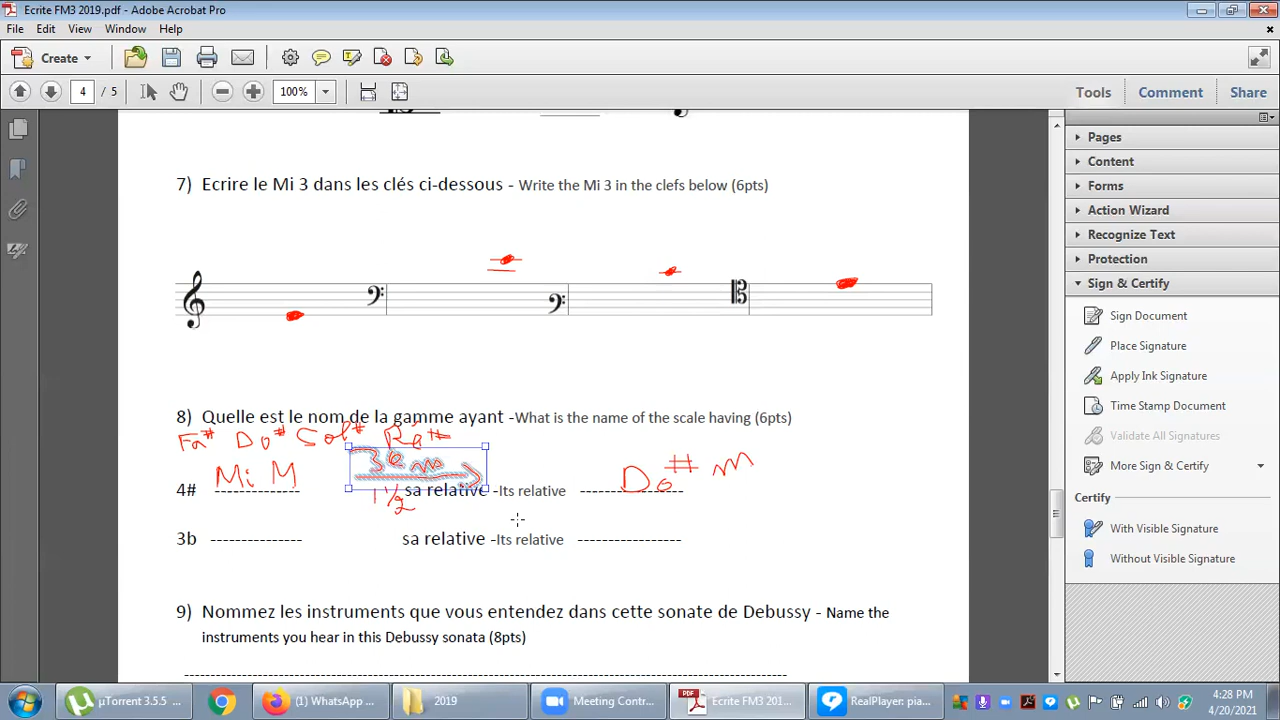 Ecrite FM3 2019.pdf - Adobe Acrobat Pro
File Edit View Window Help
Create
4 / 5 100% Tools Comment Share
7) Ecrire le Mi 3 dans les clés ci-dessous - Write the Mi 3 in the clefs below (6pts)
8) Quelle est le nom de la gamme ayant -What is the name of the scale having (6pts)
Fa# Do# Sol# Ré#
Mi M 3e m Do# m
4# ------------- 1 1/2 sa relative -Its relative ----------------
3b -------------- sa relative -Its relative ----------------
9) Nommez les instruments que vous entendez dans cette sonate de Debussy - Name the
instruments you hear in this Debussy sonata (8pts)
Pages
Content
Forms
Action Wizard
Recognize Text
Protection
Sign & Certify
Sign Document
Place Signature
Apply Ink Signature
Time Stamp Document
Validate All Signatures
More Sign & Certify
Certify
With Visible Signature
Without Visible Signature
µTorrent 3.5.5 ... (1) WhatsApp ... 2019 Meeting Contr... Ecrite FM3 201... RealPlayer: pia... 4:28 PM
4/20/2021